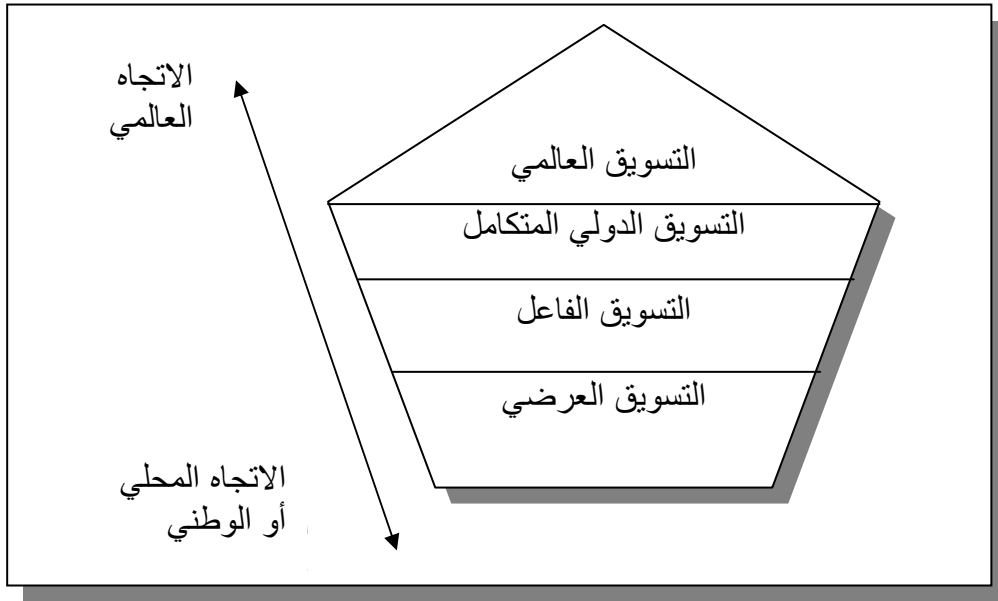 الاتجاه
العالمي
التسويق العالمي
التسويق الدولي المتكامل
التسويق الفاعل
التسويق العرضي
الاتجاه المحلي
أو الوطني